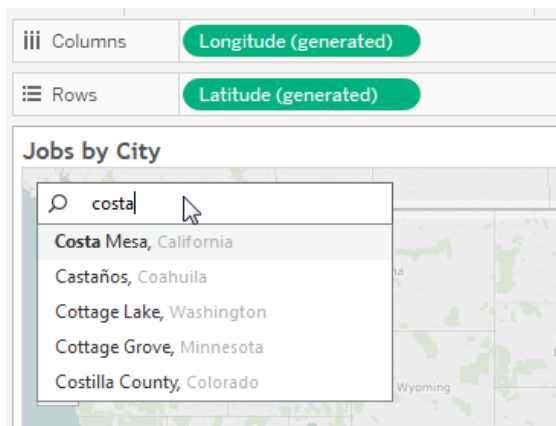 Columns
Longitude (generated)
Rows
Latitude (generated)
Jobs by City
costa
Costa Mesa, California
Castaños, Coahuila
Cottage Lake, Washington
Cottage Grove, Minnesota
Costilla County, Colorado
Wyoming